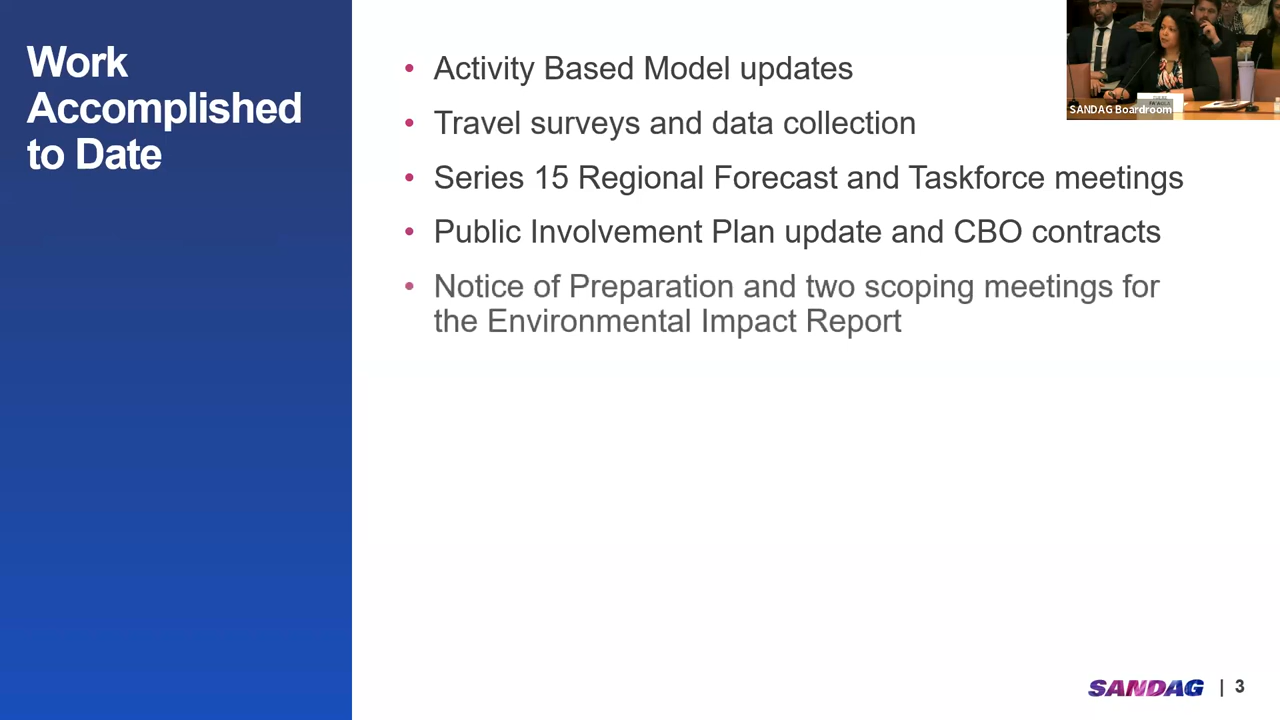 Work
Accomplished
to Date
• Activity Based Model updates
• Travel surveys and data collection
• Series 15 Regional Forecast and Taskforce meetings
• Public Involvement Plan update and CBO contracts
• Notice of Preparation and two scoping meetings for
the Environmental Impact Report
SANDAG Boardroom
SANDAG | 3